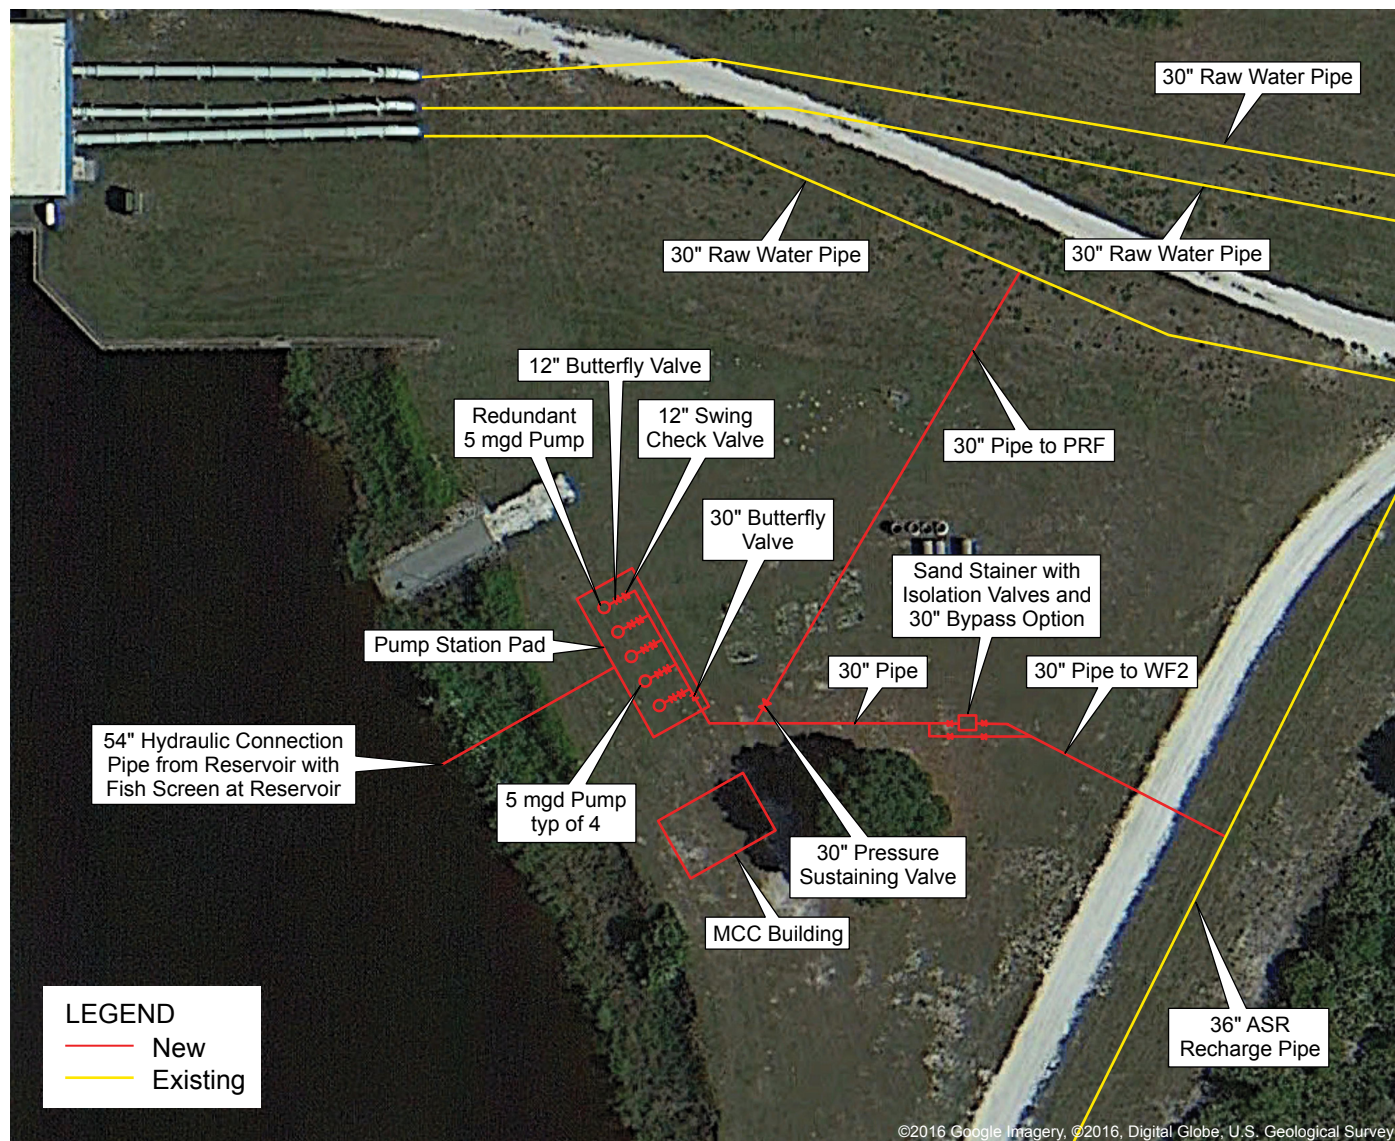 30" Raw Water Pipe
30" Raw Water Pipe
30" Raw Water Pipe
12" Butterfly Valve
Redundant
5 mgd Pump
12" Swing
Check Valve
30" Pipe to PRF
30" Butterfly
Valve
Sand Stainer with
Isolation Valves and
30" Bypass Option
Pump Station Pad
30" Pipe
30" Pipe to WF2
54" Hydraulic Connection
Pipe from Reservoir with
Fish Screen at Reservoir
5 mgd Pump
typ of 4
30" Pressure
Sustaining Valve
MCC Building
36" ASR
Recharge Pipe
LEGEND
New
Existing
©2016 Google Imagery, ©2016, Digital Globe, U.S. Geological Survey